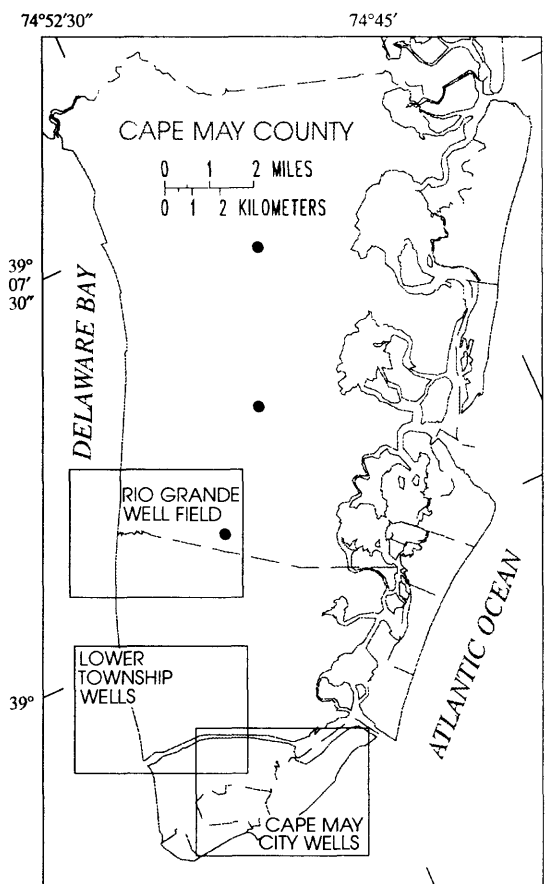 74°52'30"
74°45'
CAPE MAY COUNTY
0 1 2 MILES
0 1 2 KILOMETERS
39°
07'
30"
DELAWARE BAY
RIO GRANDE
WELL FIELD
LOWER
TOWNSHIP
WELLS
39°
ATLANTIC OCEAN
CAPE MAY
CITY WELLS